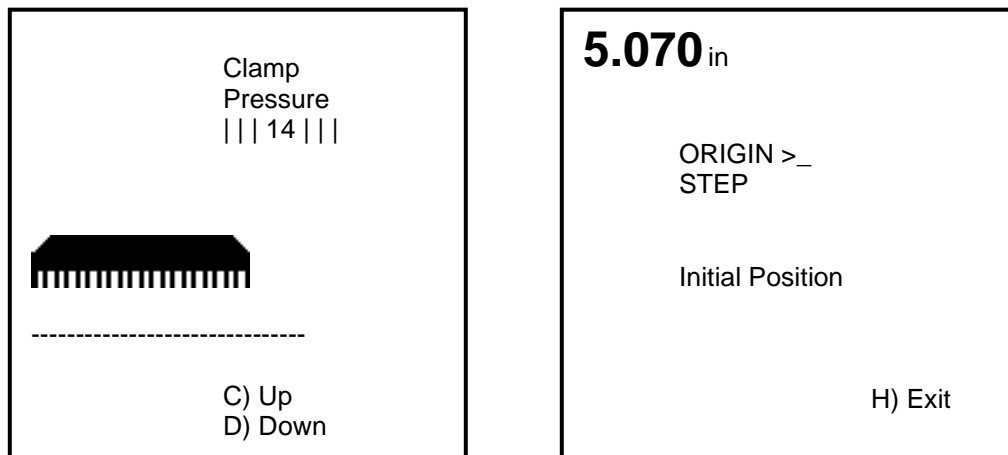 Clamp
Pressure
| | | 14 | | |
------------------------------
C) Up
D) Down
5.070 in
ORIGIN >_
STEP
Initial Position
H) Exit